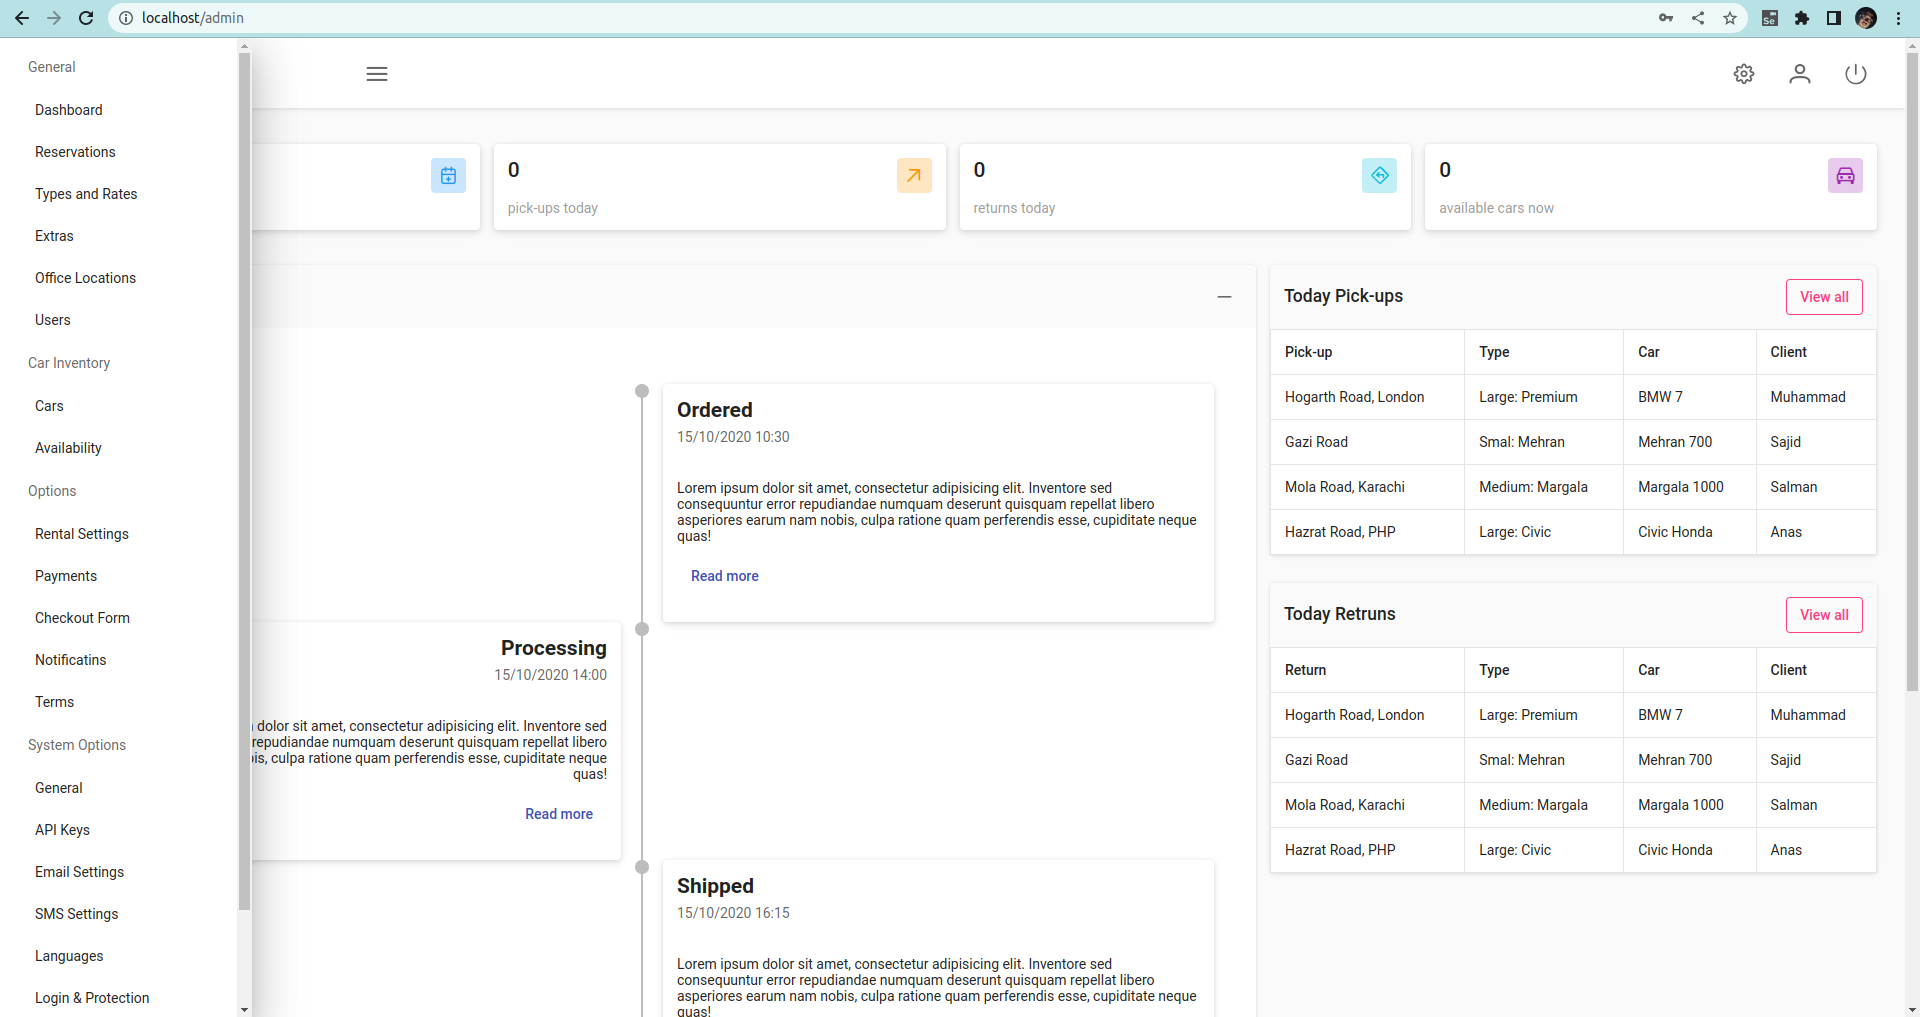 localhost/admin
General
Dashboard
Reservations
Types and Rates
Extras
Office Locations
Users
Car Inventory
Cars
Availability
Options
Rental Settings
Payments
Checkout Form
Notificatins
Terms
System Options
General
API Keys
Email Settings
SMS Settings
Languages
Login & Protection
0
pick-ups today
0
returns today
0
available cars now
Ordered
15/10/2020 10:30
Lorem ipsum dolor sit amet, consectetur adipisicing elit. Inventore sed
consequuntur error repudiandae numquam deserunt quisquam repellat libero
asperiores earum nam nobis, culpa ratione quam perferendis esse, cupiditate neque
quas!
Read more
Processing
15/10/2020 14:00
dolor sit amet, consectetur adipisicing elit. Inventore sed
repudiandae numquam deserunt quisquam repellat libero
culpa ratione quam perferendis esse, cupiditate neque
quas!
Read more
Shipped
15/10/2020 16:15
Lorem ipsum dolor sit amet, consectetur adipisicing elit. Inventore sed
consequuntur error repudiandae numquam deserunt quisquam repellat libero
asperiores earum nam nobis, culpa ratione quam perferendis esse, cupiditate neque
quas!
Today Pick-ups
View all
Pick-up Type Car Client
Hogarth Road, London Large: Premium BMW 7 Muhammad
Gazi Road Smal: Mehran Mehran 700 Sajid
Mola Road, Karachi Medium: Margala Margala 1000 Salman
Hazrat Road, PHP Large: Civic Civic Honda Anas
Today Retruns
View all
Return Type Car Client
Hogarth Road, London Large: Premium BMW 7 Muhammad
Gazi Road Smal: Mehran Mehran 700 Sajid
Mola Road, Karachi Medium: Margala Margala 1000 Salman
Hazrat Road, PHP Large: Civic Civic Honda Anas